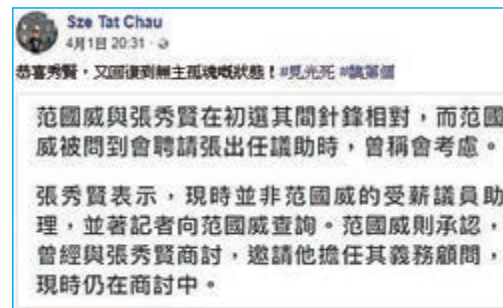 Sze Tat Chau
4月1日 20:31
恭喜秀賢,又回復到無主孤魂嘅狀態!#見光死
范國威與張秀賢在初選其間針鋒相對,而范國
威被問到會聘請張出任議助時,曾稱會考慮。
張秀賢表示,現時並非范國威的受薪議員助
理,並著記者向范國威查詢。范國威則承認,
曾經與張秀賢商討,邀請他擔任其義務顧問,
現時仍在商討中。